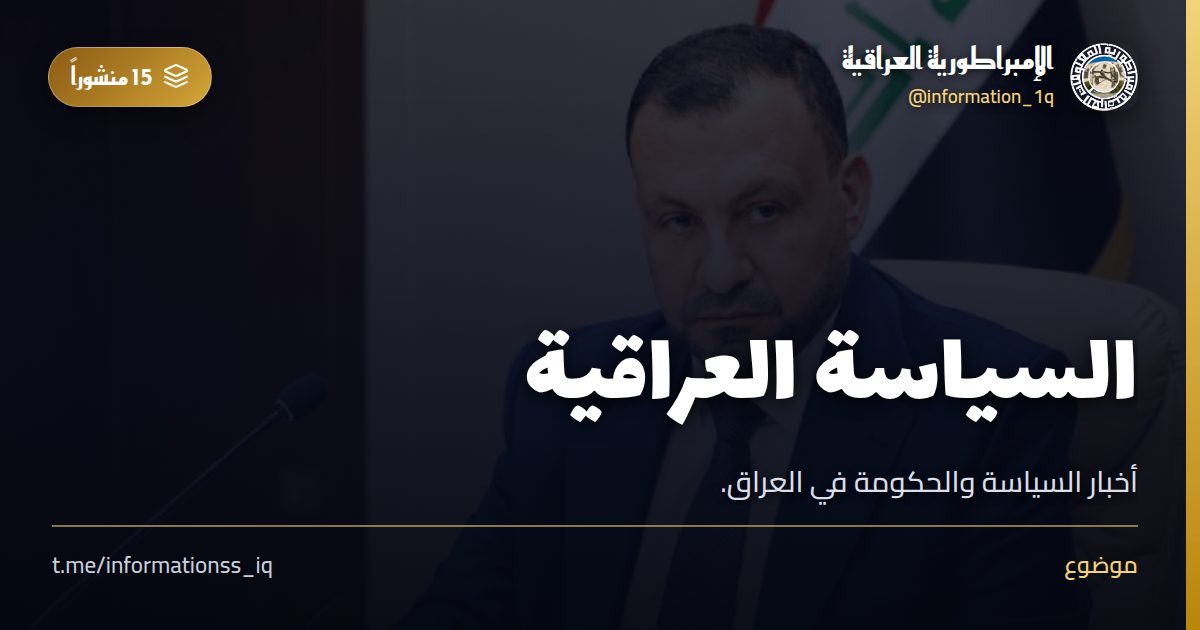 الإمبراطورية العراقية
@information_1q
15 منشوراً
السياسة العراقية
أخبار السياسة والحكومة في العراق.
موضوع
t.me/informationss_iq